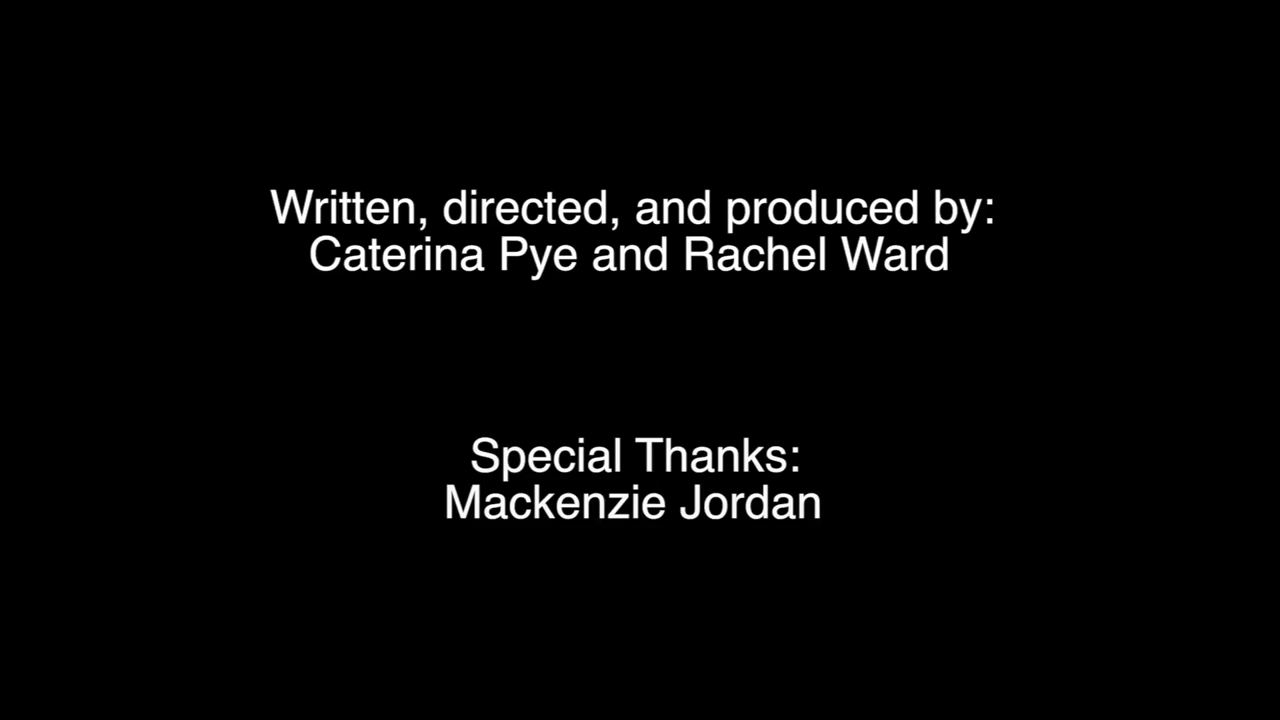 Written, directed, and produced by:
Caterina Pye and Rachel Ward
Special Thanks:
Mackenzie Jordan